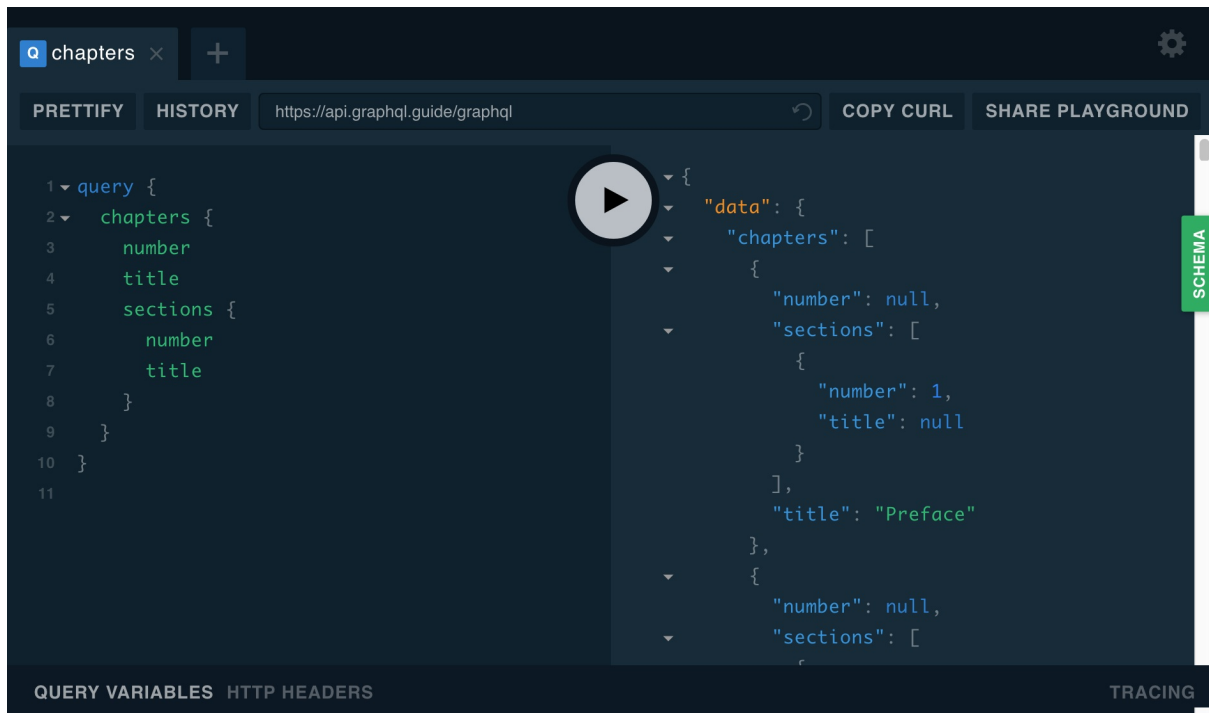 Q chapters × +
PRETTIFY HISTORY https://api.graphql.guide/graphql COPY CURL SHARE PLAYGROUND
1 query {
2 chapters {
3 number
4 title
5 sections {
6 number
7 title
8 }
9 }
10 }
11
{
"data": {
"chapters": [
{
"number": null,
"sections": [
{
"number": 1,
"title": null
}
],
"title": "Preface"
},
{
"number": null,
"sections": [
{
SCHEMA
QUERY VARIABLES HTTP HEADERS TRACING